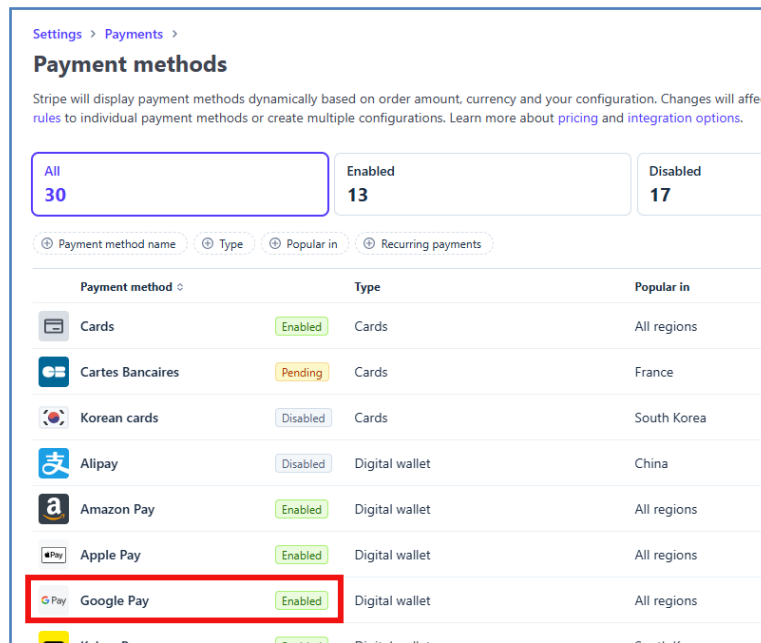 Settings > Payments >
Payment methods
Stripe will display payment methods dynamically based on order amount, currency and your configuration. Changes will affe
rules to individual payment methods or create multiple configurations. Learn more about pricing and integration options.
All
30
Enabled
13
Disabled
17
Payment method name
Type
Popular in
Recurring payments
Payment method Type Popular in
Cards Enabled Cards All regions
CB Cartes Bancaires Pending Cards France
Korean cards Disabled Cards South Korea
支 Alipay Disabled Digital wallet China
a Amazon Pay Enabled Digital wallet All regions
Pay Apple Pay Enabled Digital wallet All regions
G Pay Google Pay Enabled Digital wallet All regions